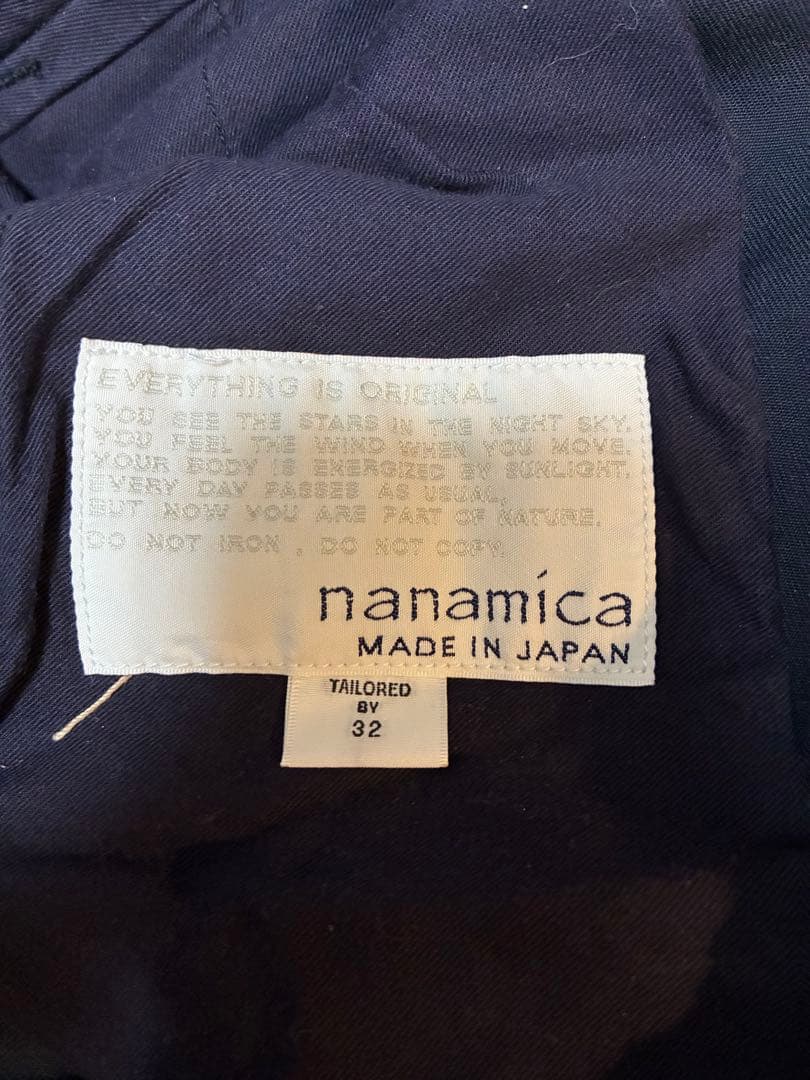 EVERYTHING IS ORIGINAL
YOU SEE THE STARS IN THE NIGHT SKY.
YOU FEEL THE WIND WHEN YOU MOVE.
YOUR BODY IS ENERGIZED BY SUNLIGHT.
EVERY DAY PASSES AS USUAL,
BUT NOW YOU ARE PART OF NATURE.
DO NOT IRON , DO NOT COPY.
nanamica
MADE IN JAPAN
TAILORED
BY
32